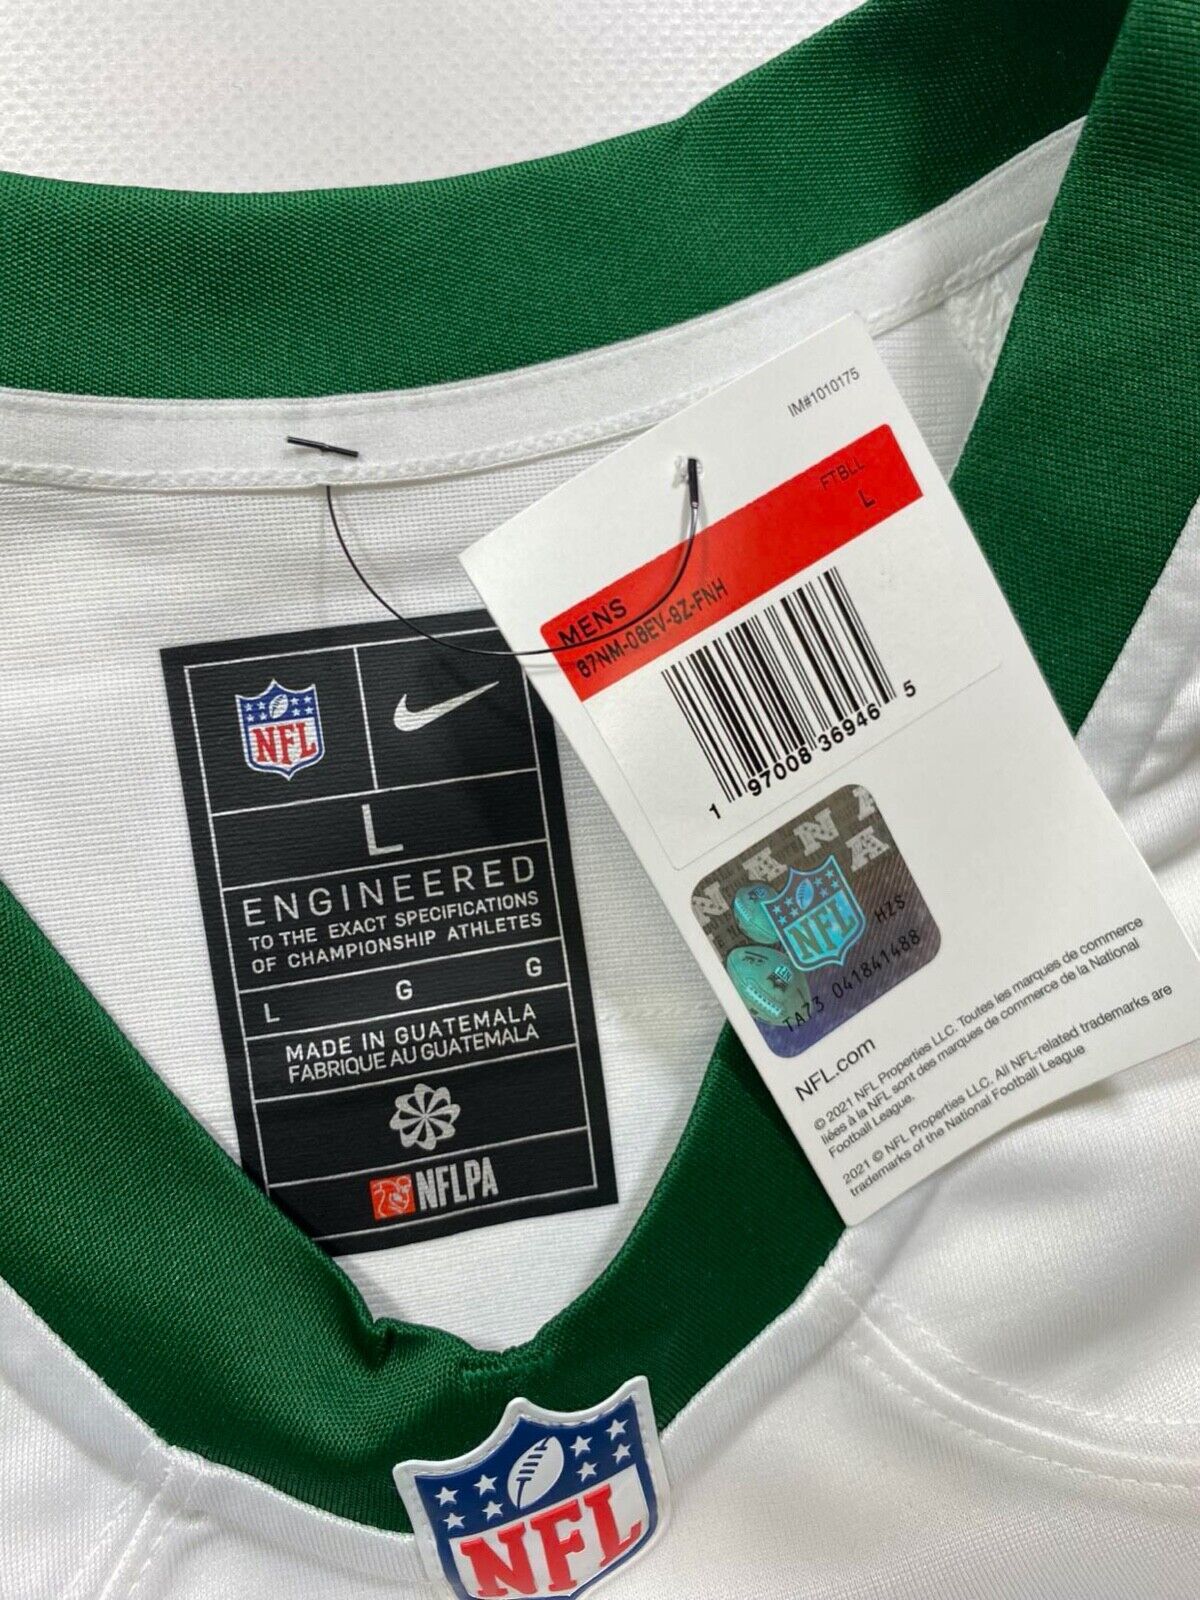 IM#1010175
FTBLL
L
MENS
67NM-06EV-9Z-FNH
1 97008 36946 5
NFL
HZS
TA73 041841488
NFL.com
© 2021 NFL Properties LLC. Toutes les marques de commerce
liées à la NFL sont des marques de commerce de la National
Football League.
2021 © NFL Properties LLC. All NFL-related trademarks are
trademarks of the National Football League
NFL
L
ENGINEERED
TO THE EXACT SPECIFICATIONS
OF CHAMPIONSHIP ATHLETES
L G G
MADE IN GUATEMALA
FABRIQUE AU GUATEMALA
NFLPA
NFL